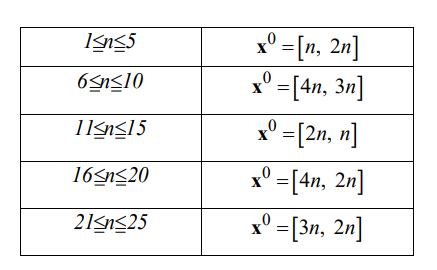 1≤n≤5 x⁰ =[n, 2n]
6≤n≤10 x⁰ =[4n, 3n]
11≤n≤15 x⁰ =[2n, n]
16≤n≤20 x⁰ =[4n, 2n]
21≤n≤25 x⁰ =[3n, 2n]